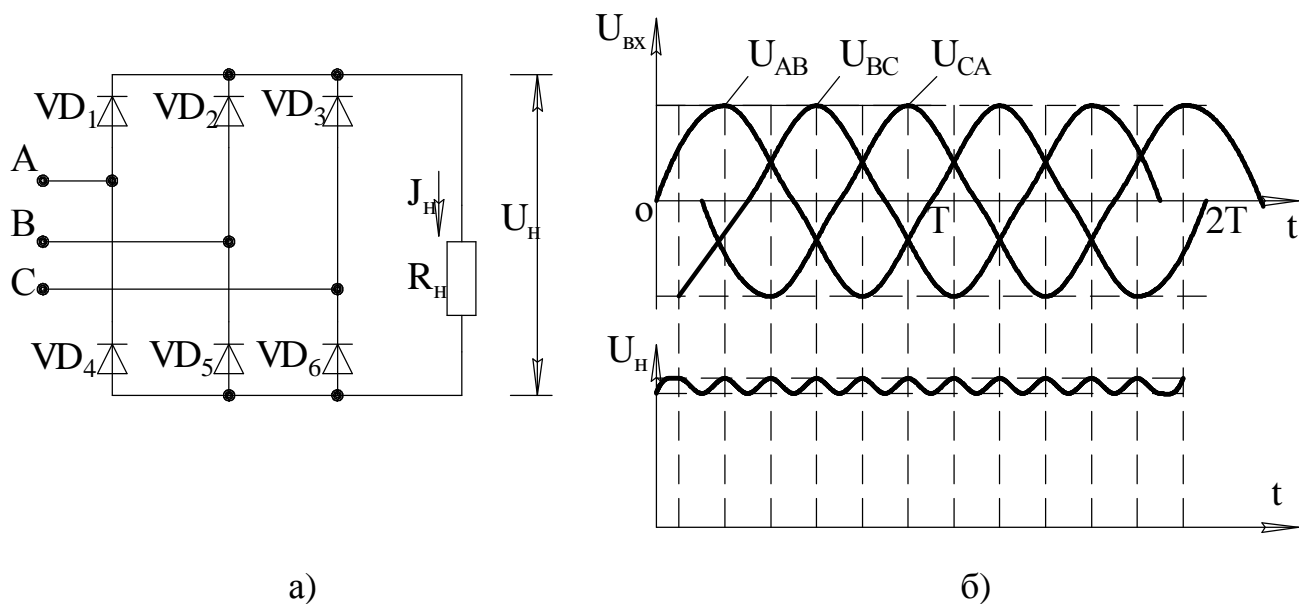 VD₁ VD₂ VD₃
A
B
C
VD₄ VD₅ VD₆
Jн
Rн
Uн
а)
Uвх
UAB UBC UCA
o T 2T t
Uн
t
б)